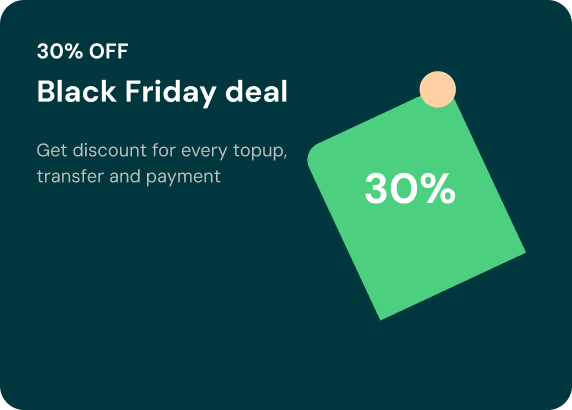 30% OFF
Black Friday deal
Get discount for every topup,
transfer and payment
30%